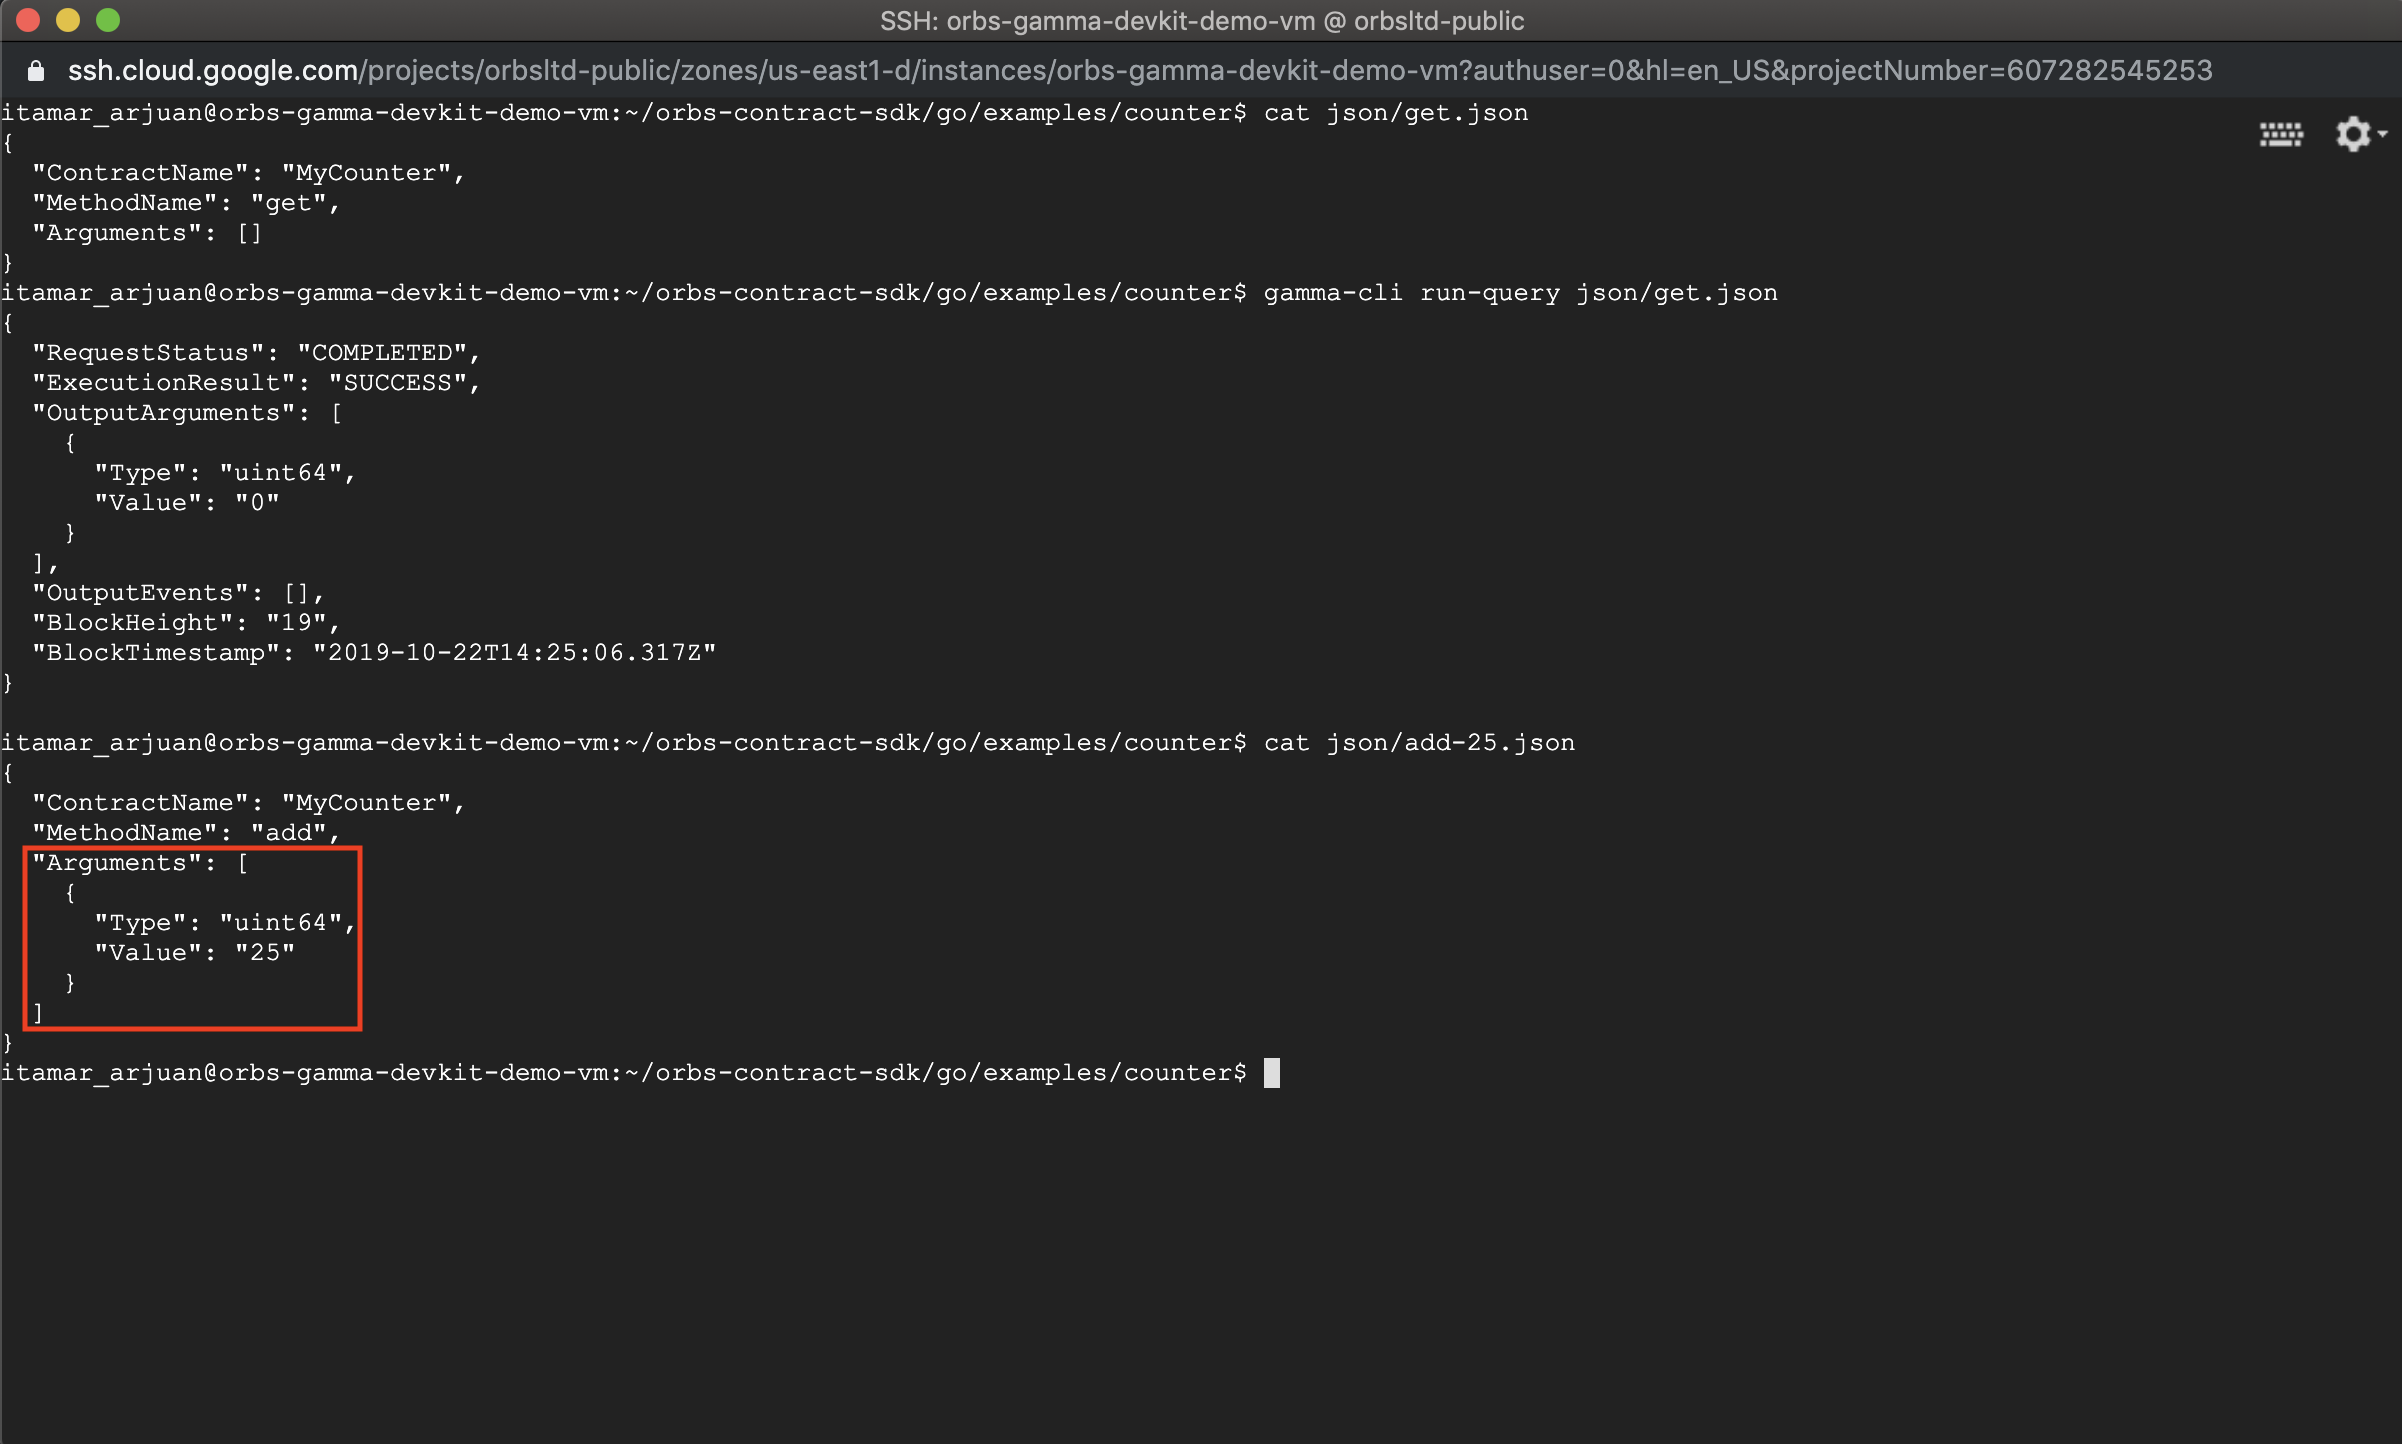 SSH: orbs-gamma-devkit-demo-vm @ orbsltd-public
ssh.cloud.google.com/projects/orbsltd-public/zones/us-east1-d/instances/orbs-gamma-devkit-demo-vm?authuser=0&hl=en_US&projectNumber=607282545253
itamar_arjuan@orbs-gamma-devkit-demo-vm:~/orbs-contract-sdk/go/examples/counter$ cat json/get.json
{
  "ContractName": "MyCounter",
  "MethodName": "get",
  "Arguments": []
}
itamar_arjuan@orbs-gamma-devkit-demo-vm:~/orbs-contract-sdk/go/examples/counter$ gamma-cli run-query json/get.json
{
  "RequestStatus": "COMPLETED",
  "ExecutionResult": "SUCCESS",
  "OutputArguments": [
    {
      "Type": "uint64",
      "Value": "0"
    }
  ],
  "OutputEvents": [],
  "BlockHeight": "19",
  "BlockTimestamp": "2019-10-22T14:25:06.317Z"
}
itamar_arjuan@orbs-gamma-devkit-demo-vm:~/orbs-contract-sdk/go/examples/counter$ cat json/add-25.json
{
  "ContractName": "MyCounter",
  "MethodName": "add",
  "Arguments": [
    {
      "Type": "uint64",
      "Value": "25"
    }
  ]
}
itamar_arjuan@orbs-gamma-devkit-demo-vm:~/orbs-contract-sdk/go/examples/counter$